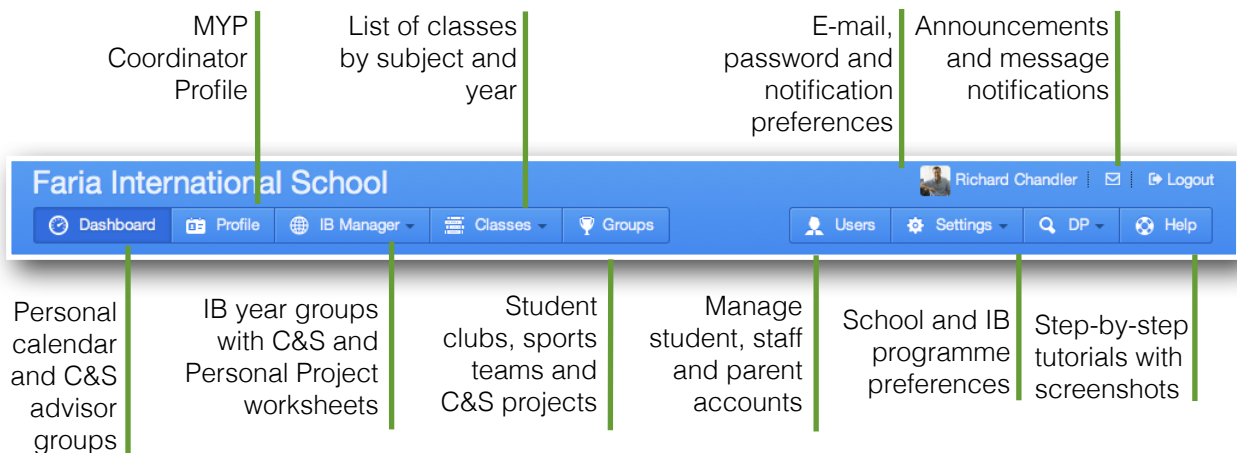 MYP
Coordinator
Profile
List of classes
by subject and
year
E-mail,
password and
notification
preferences
Announcements
and message
notifications
Faria International School
Richard Chandler
Logout
Dashboard
Profile
IB Manager
Classes
Groups
Users
Settings
DP
Help
Personal
calendar
and C&S
advisor
groups
IB year groups
with C&S and
Personal Project
worksheets
Student
clubs, sports
teams and
C&S projects
Manage
student, staff
and parent
accounts
School and IB
programme
preferences
Step-by-step
tutorials with
screenshots